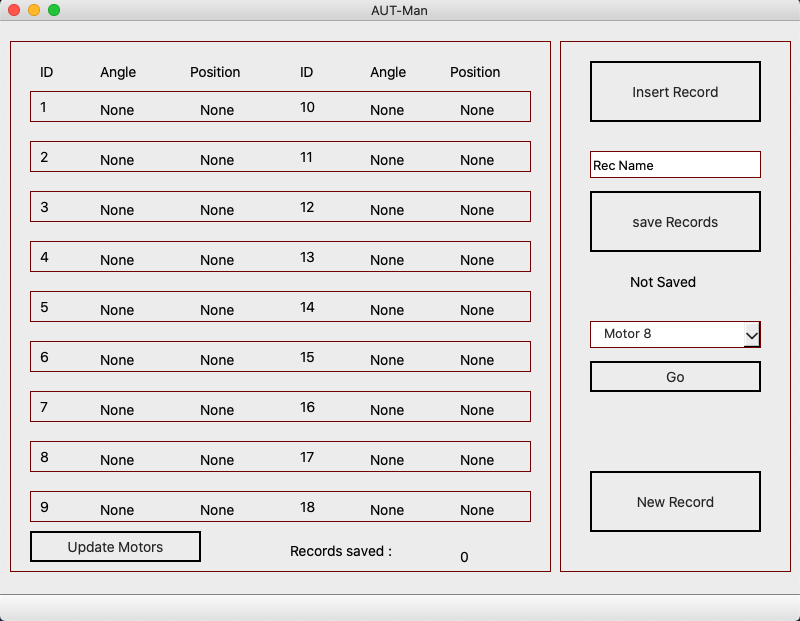 AUT-Man
ID Angle Position ID Angle Position
1 None None 10 None None
2 None None 11 None None
3 None None 12 None None
4 None None 13 None None
5 None None 14 None None
6 None None 15 None None
7 None None 16 None None
8 None None 17 None None
9 None None 18 None None
Update Motors Records saved : 0
Insert Record
Rec Name
save Records
Not Saved
Motor 8
Go
New Record